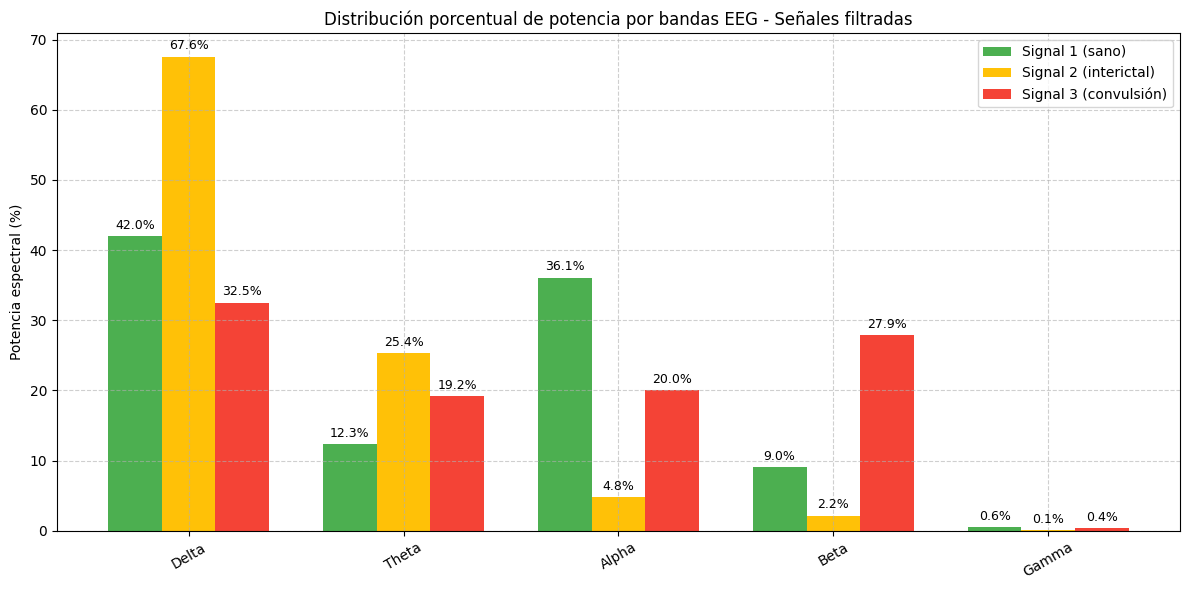 Distribución porcentual de potencia por bandas EEG - Señales filtradas
Potencia espectral (%)
70
60
50
40
30
20
10
0
Signal 1 (sano)
Signal 2 (interictal)
Signal 3 (convulsión)
42.0%
67.6%
32.5%
12.3%
25.4%
19.2%
36.1%
4.8%
20.0%
9.0%
2.2%
27.9%
0.6%
0.1%
0.4%
Delta
Theta
Alpha
Beta
Gamma